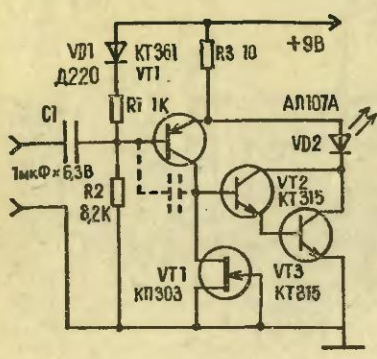 +9В
VD1
Д220
КТ361
VT1
R3 10
R1 1К
АЛ107А
C1
VD2
1мкФ×6,3В
R2
8,2К
VT2
КТ315
VT1
КП303
VT3
КТ815